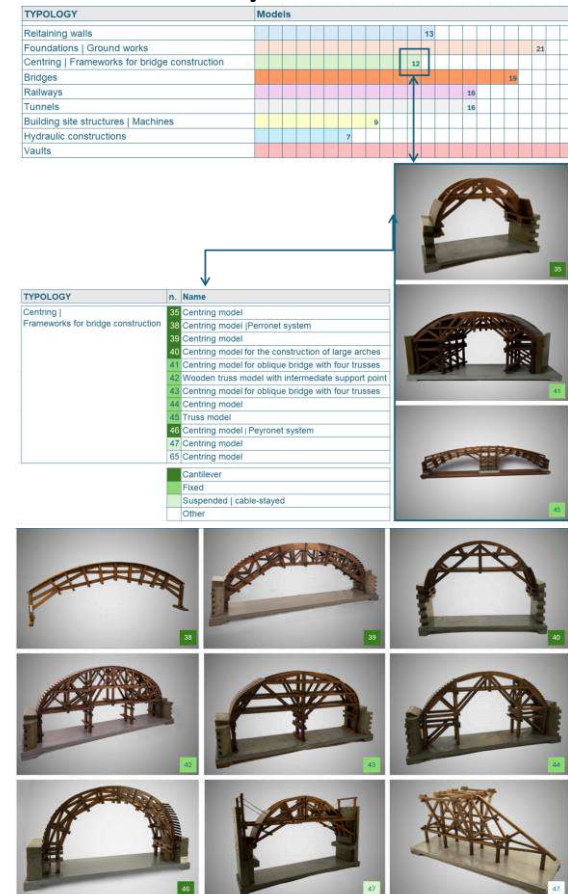 TYPOLOGY Models
Reitaining walls 13
Foundations | Ground works 21
Centring | Frameworks for bridge construction 12
Bridges 19
Railways 16
Tunnels 16
Building site structures | Machines 9
Hydraulic constructions 7
Vaults
35
TYPOLOGY n. Name
Centring |
Frameworks for bridge construction
35 Centring model
38 Centring model |Perronet system
39 Centring model
40 Centring model for the construction of large arches
41 Centring model for oblique bridge with four trusses
42 Wooden truss model with intermediate support point
43 Centring model for oblique bridge with four trusses
44 Centring model
45 Truss model
46 Centring model | Peyronet system
47 Centring model
65 Centring model
Cantilever
Fixed
Suspended | cable-stayed
Other
41
45
38 39 40
42 43 44
46 47 47